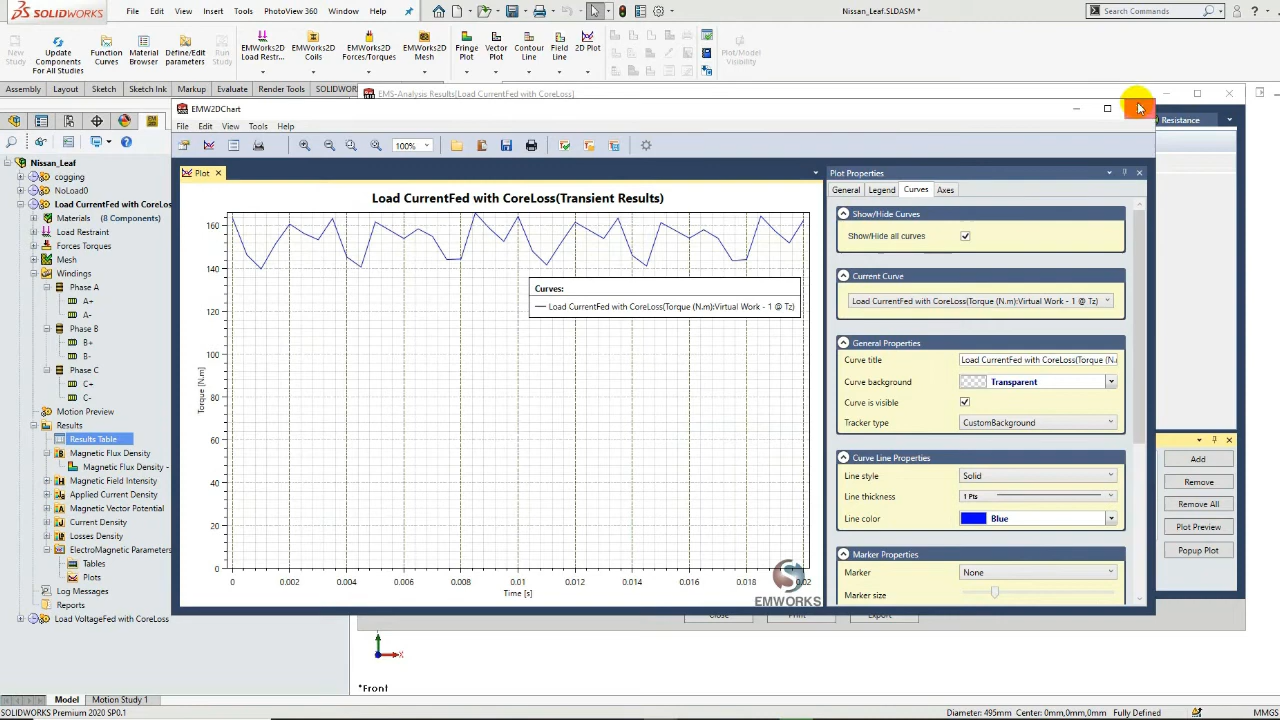 SOLIDWORKS
File
Edit
View
Insert
Tools
PhotoView 360
Window
Help
Nissan_Leaf.SLDASM *
Search Commands
New Study
Update Components For All Studies
Function Curves
Material Browser
Define/Edit parameters
Run Study
EMWorks2D Load Restr...
EMWorks2D Coils
EMWorks2D Forces/Torques
EMWorks2D Mesh
Fringe Plot
Vector Plot
Contour Line
Field Line
2D Plot
Plot/Model Visibility
Assembly
Layout
Sketch
Sketch Ink
Markup
Evaluate
Render Tools
SOLIDWOR
EMS-Analysis Results[Load CurrentFed with CoreLoss]
Resistance
Nissan_Leaf
cogging
NoLoad0
Load CurrentFed with CoreLos
Materials (8 Components)
Load Restraint
Forces Torques
Mesh
Windings
Phase A
A+
A-
Phase B
B+
B-
Phase C
C+
C-
Motion Preview
Results
Results Table
Magnetic Flux Density
Magnetic Flux Density -
Magnetic Field Intensity
Applied Current Density
Magnetic Vector Potential
Current Density
Losses Density
ElectroMagnetic Parameters
Tables
Plots
Log Messages
Reports
Load VoltageFed with CoreLoss
EMW2DChart
File
Edit
View
Tools
Help
100%
Plot
Load CurrentFed with CoreLoss(Transient Results)
160
140
120
100
80
60
40
20
0
Torque [N.m]
0
0.002
0.004
0.006
0.008
0.01
0.012
0.014
0.016
0.018
0.02
Time [s]
Curves:
Load CurrentFed with CoreLoss(Torque (N.m):Virtual Work - 1 @ Tz)
EMWORKS
Plot Properties
General
Legend
Curves
Axes
Show/Hide Curves
Show/Hide all curves
Current Curve
Load CurrentFed with CoreLoss(Torque (N.m):Virtual Work - 1 @ Tz)
General Properties
Curve title
Load CurrentFed with CoreLoss(Torque (N.
Curve background
Transparent
Curve is visible
Tracker type
CustomBackground
Curve Line Properties
Line style
Solid
Line thickness
1 Pts
Line color
Blue
Marker Properties
Marker
None
Marker size
Add
Remove
Remove All
Plot Preview
Popup Plot
Close
Print
Export
X
*Front
Model
Motion Study 1
SOLIDWORKS Premium 2020 SP0.1
Diameter: 495mm
Center: 0mm,0mm,0mm
Fully Defined
MMGS